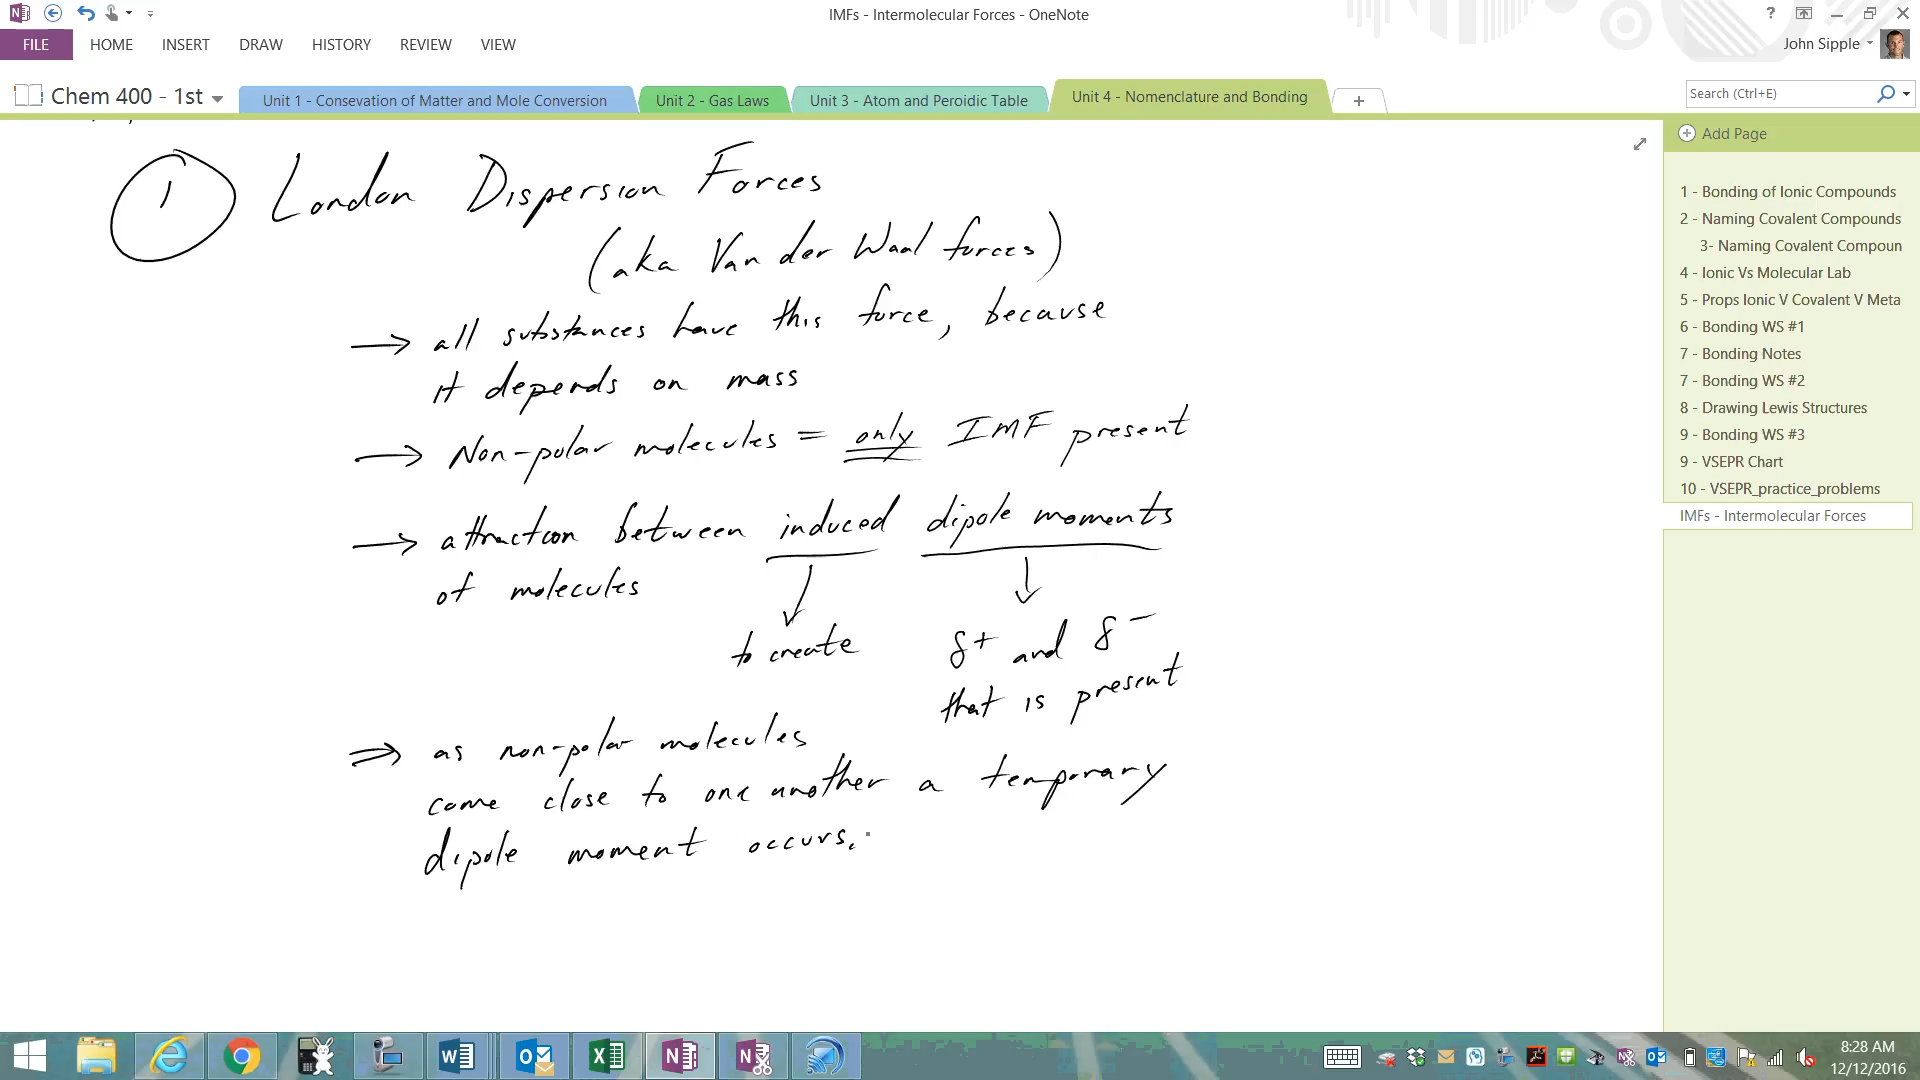 IMFs - Intermolecular Forces - OneNote
?
FILE HOME INSERT DRAW HISTORY REVIEW VIEW
John Sipple
Chem 400 - 1st
Unit 1 - Consevation of Matter and Mole Conversion
Unit 2 - Gas Laws
Unit 3 - Atom and Peroidic Table
Unit 4 - Nomenclature and Bonding
+
Search (Ctrl+E)
Add Page
1 - Bonding of Ionic Compounds
2 - Naming Covalent Compounds
3- Naming Covalent Compoun
4 - Ionic Vs Molecular Lab
5 - Props Ionic V Covalent V Meta
6 - Bonding WS #1
7 - Bonding Notes
7 - Bonding WS #2
8 - Drawing Lewis Structures
9 - Bonding WS #3
9 - VSEPR Chart
10 - VSEPR_practice_problems
IMFs - Intermolecular Forces
1 London Dispersion Forces
(aka Van der Waal forces)
→ all substances have this force, because
it depends on mass
→ Non-polar molecules = only IMF present
→ attraction between induced dipole moments
of molecules
to create
δ+ and δ-
that is present
⇒ as non-polar molecules
come close to one another a temporary
dipole moment occurs.
8:28 AM
12/12/2016